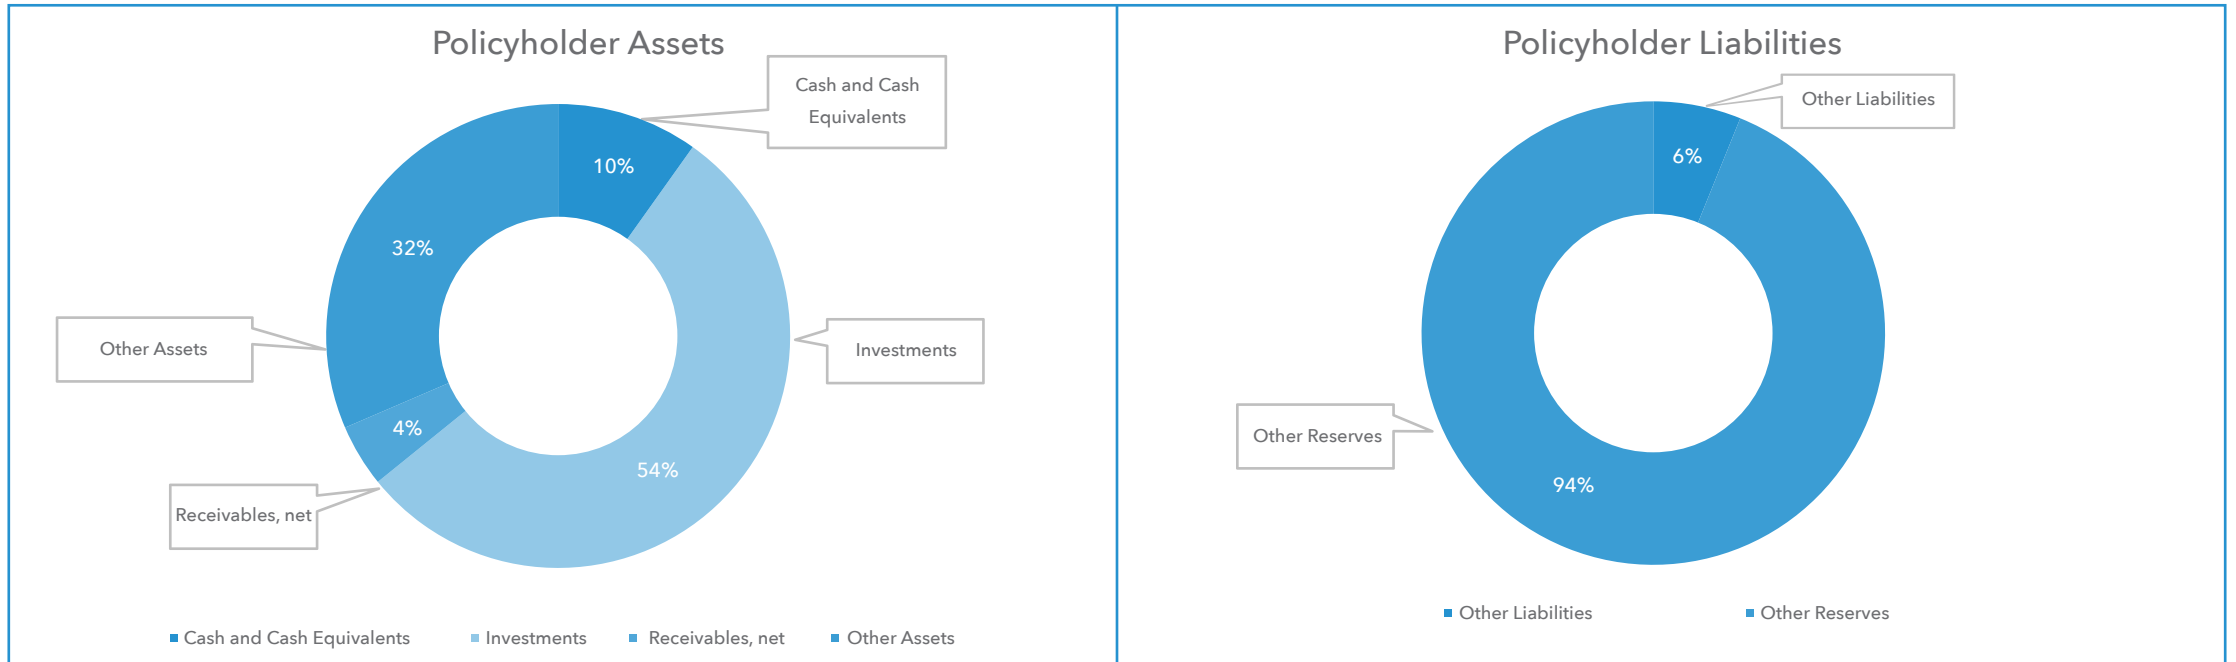 Policyholder Assets
Cash and Cash
Equivalents
10%
32%
Other Assets
Investments
4%
54%
Receivables, net
Cash and Cash Equivalents
Investments
Receivables, net
Other Assets
Policyholder Liabilities
Other Liabilities
6%
Other Reserves
94%
Other Liabilities
Other Reserves